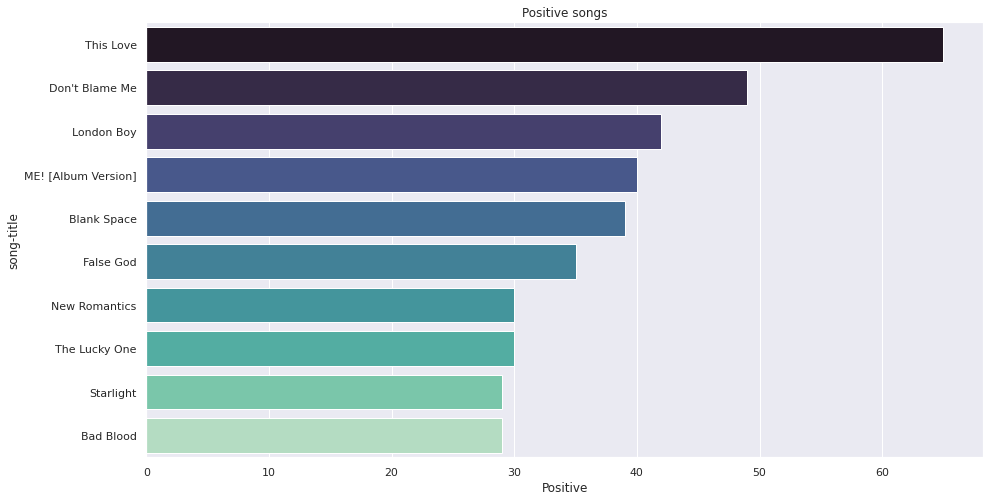 Positive songs
This Love
Don't Blame Me
London Boy
ME! [Album Version]
Blank Space
False God
New Romantics
The Lucky One
Starlight
Bad Blood
song-title
0 10 20 30 40 50 60
Positive